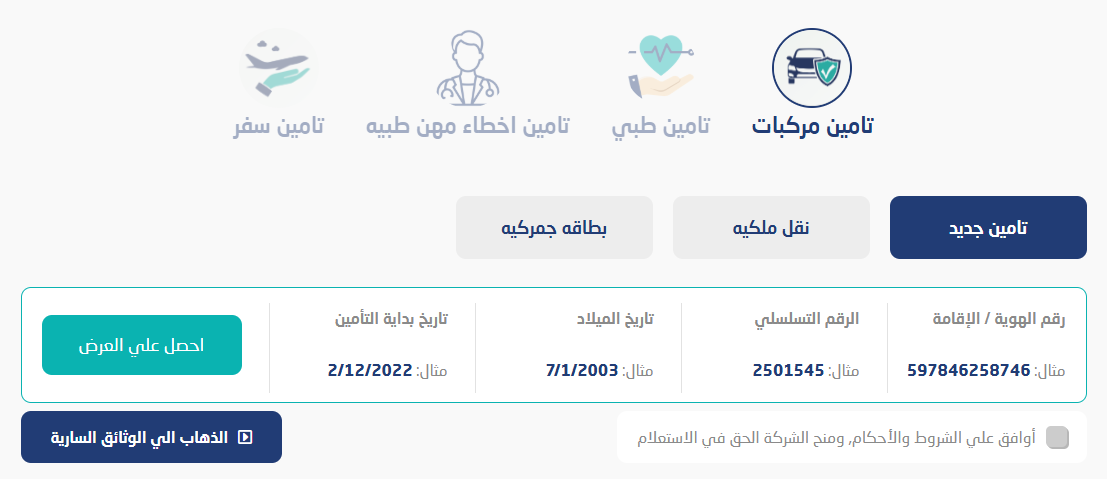 تامين مركبات
تامين طبي
تامين اخطاء مهن طبيه
تامين سفر
تامين جديد
نقل ملكيه
بطاقه جمركيه
رقم الهوية / الإقامة
مثال: 597846258746
الرقم التسلسلي
مثال: 2501545
تاريخ الميلاد
مثال: 7/1/2003
تاريخ بداية التأمين
مثال: 2/12/2022
احصل علي العرض
أوافق علي الشروط والأحكام, ومنح الشركة الحق في الاستعلام
الذهاب الي الوثائق السارية